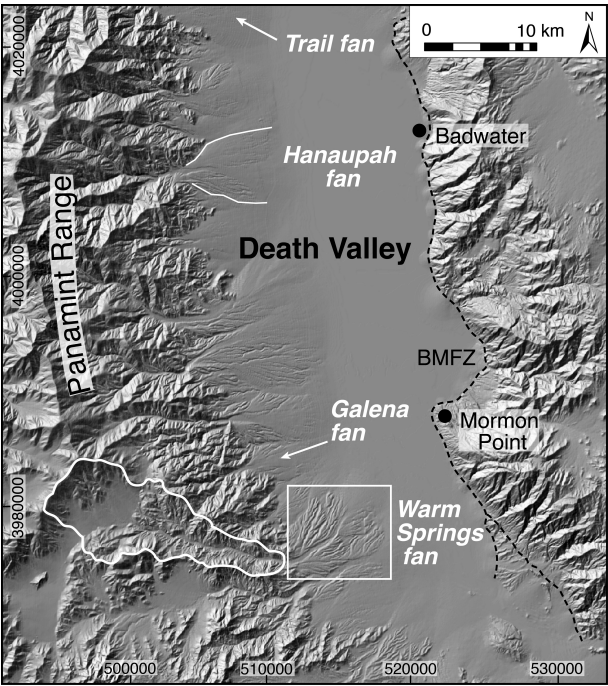 N
0 10 km
4020000
Trail fan
Badwater
Hanaupah
fan
Panamint Range
Death Valley
4000000
BMFZ
Galena
fan
Mormon
Point
3980000
Warm
Springs
fan
500000 510000 520000 530000